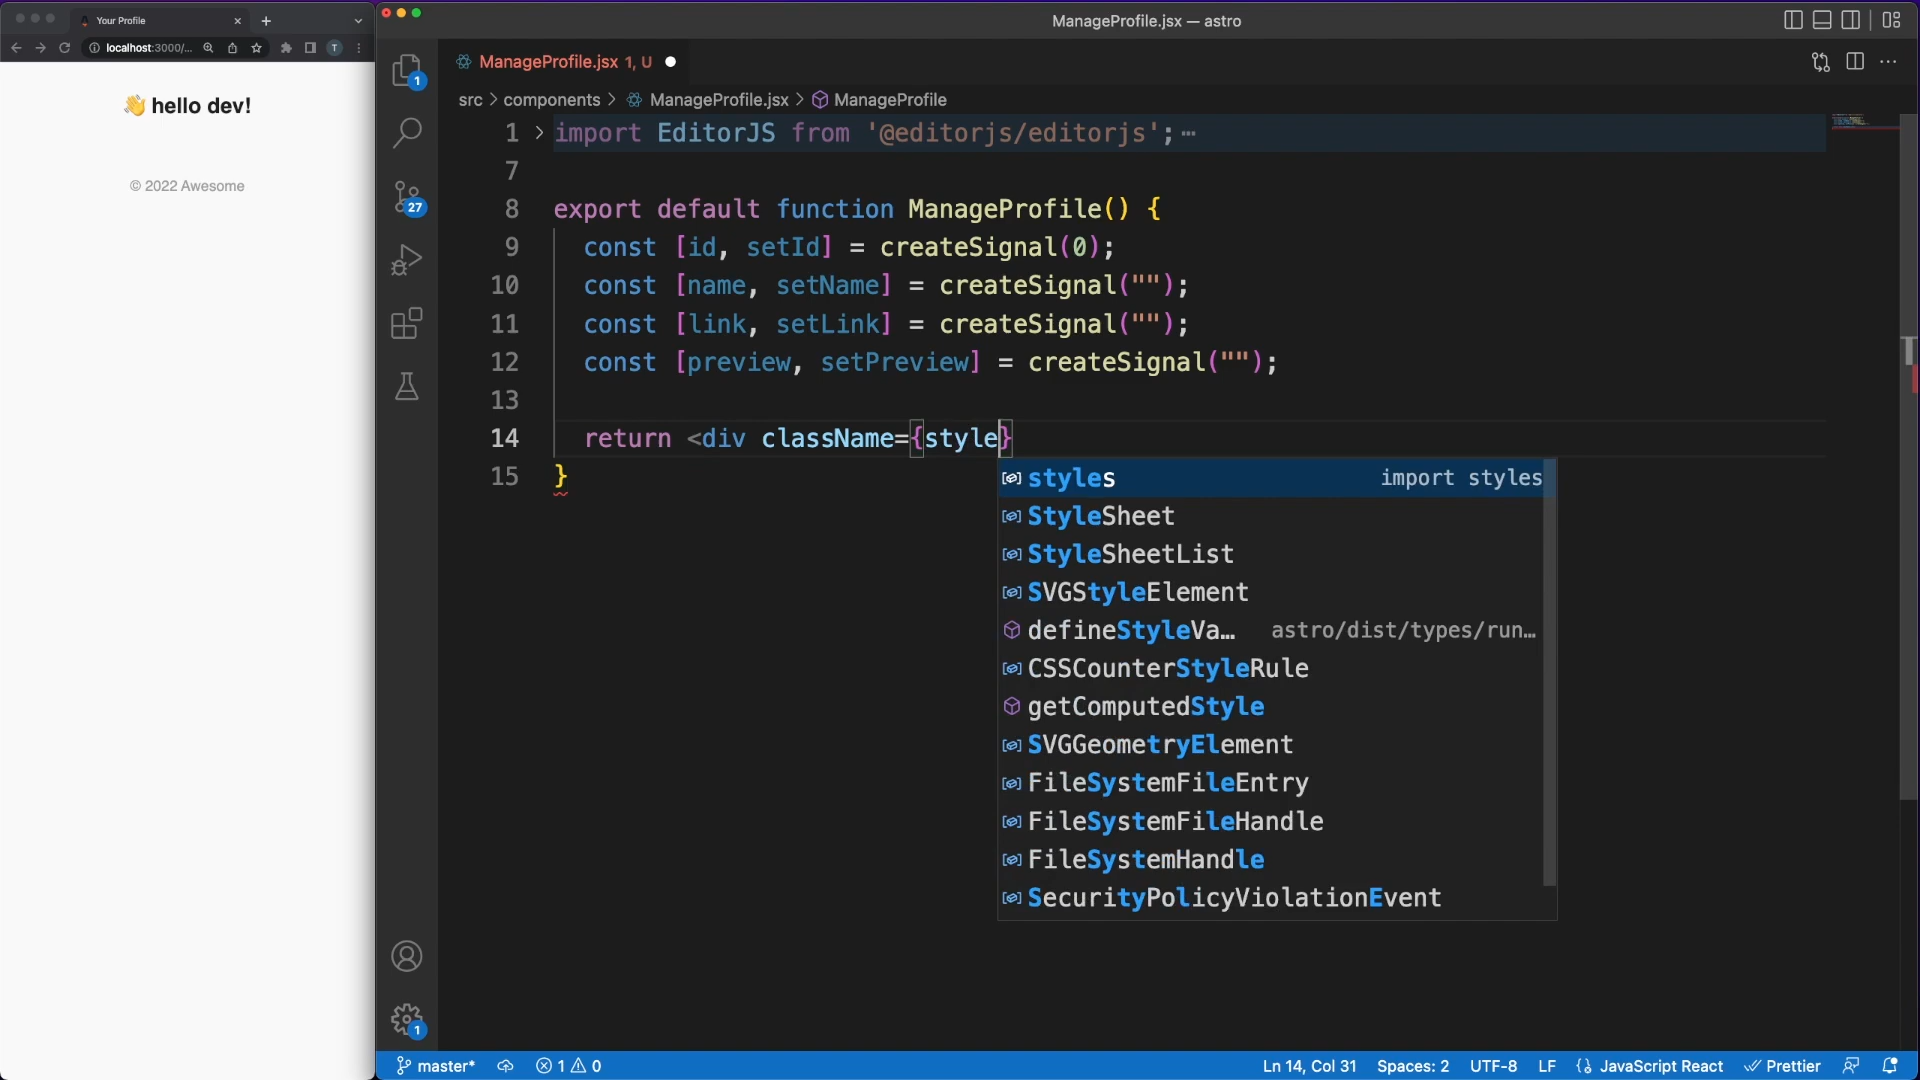 Your Profile
localhost:3000/...
T
👋 hello dev!
© 2022 Awesome
ManageProfile.jsx — astro
ManageProfile.jsx 1, U
src > components > ManageProfile.jsx > ManageProfile
1 import EditorJS from '@editorjs/editorjs'; ⋯
7
8 export default function ManageProfile() {
9 const [id, setId] = createSignal(0);
10 const [name, setName] = createSignal("");
11 const [link, setLink] = createSignal("");
12 const [preview, setPreview] = createSignal("");
13
14 return <div className={style}
15 }
styles import styles
StyleSheet
StyleSheetList
SVGStyleElement
defineStyleVa… astro/dist/types/run…
CSSCounterStyleRule
getComputedStyle
SVGGeometryElement
FileSystemFileEntry
FileSystemFileHandle
FileSystemHandle
SecurityPolicyViolationEvent
1
27
1
master* 1 0 Ln 14, Col 31 Spaces: 2 UTF-8 LF {} JavaScript React Prettier